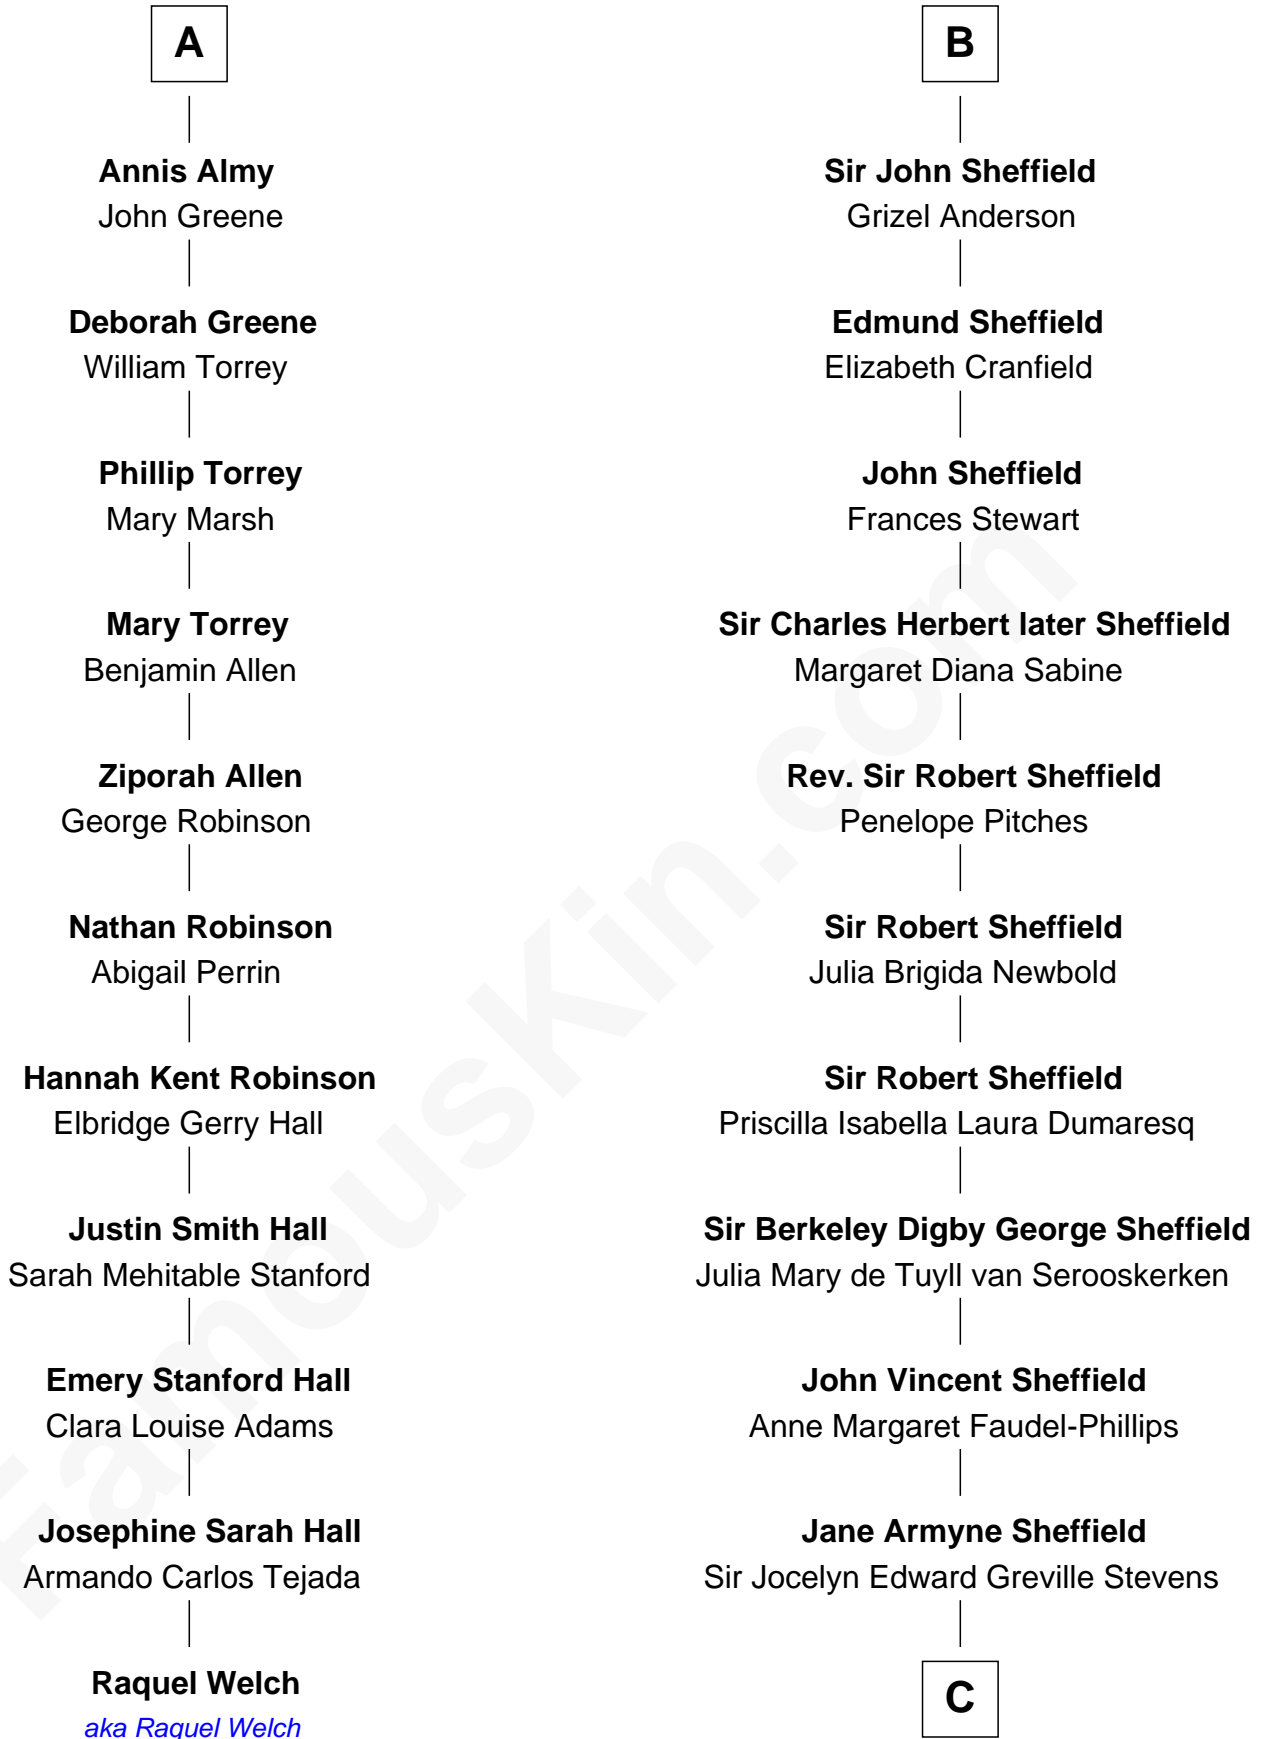 A
Annis Almy
John Greene
Deborah Greene
William Torrey
Phillip Torrey
Mary Marsh
Mary Torrey
Benjamin Allen
Ziporah Allen
George Robinson
Nathan Robinson
Abigail Perrin
Hannah Kent Robinson
Elbridge Gerry Hall
Justin Smith Hall
Sarah Mehitable Stanford
Emery Stanford Hall
Clara Louise Adams
Josephine Sarah Hall
Armando Carlos Tejada
Raquel Welch
aka Raquel Welch
B
Sir John Sheffield
Grizel Anderson
Edmund Sheffield
Elizabeth Cranfield
John Sheffield
Frances Stewart
Sir Charles Herbert later Sheffield
Margaret Diana Sabine
Rev. Sir Robert Sheffield
Penelope Pitches
Sir Robert Sheffield
Julia Brigida Newbold
Sir Robert Sheffield
Priscilla Isabella Laura Dumaresq
Sir Berkeley Digby George Sheffield
Julia Mary de Tuyll van Serooskerken
John Vincent Sheffield
Anne Margaret Faudel-Phillips
Jane Armyne Sheffield
Sir Jocelyn Edward Greville Stevens
C
FamousKin.com